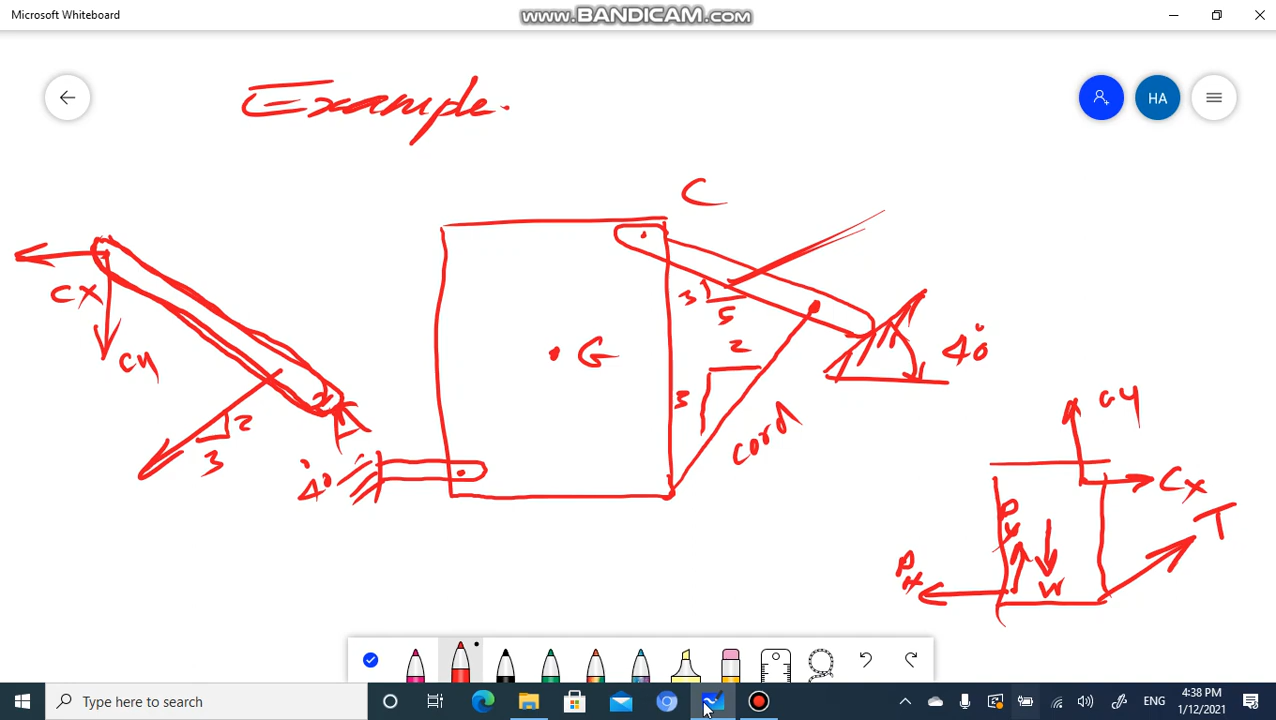 Microsoft Whiteboard
www.BANDICAM.com
Example.
HA
C
CX
CY
3
5
2
3
G
cord
40°
2
3
40°
CY
CX
T
W
Type here to search
ENG
4:38 PM
1/12/2021